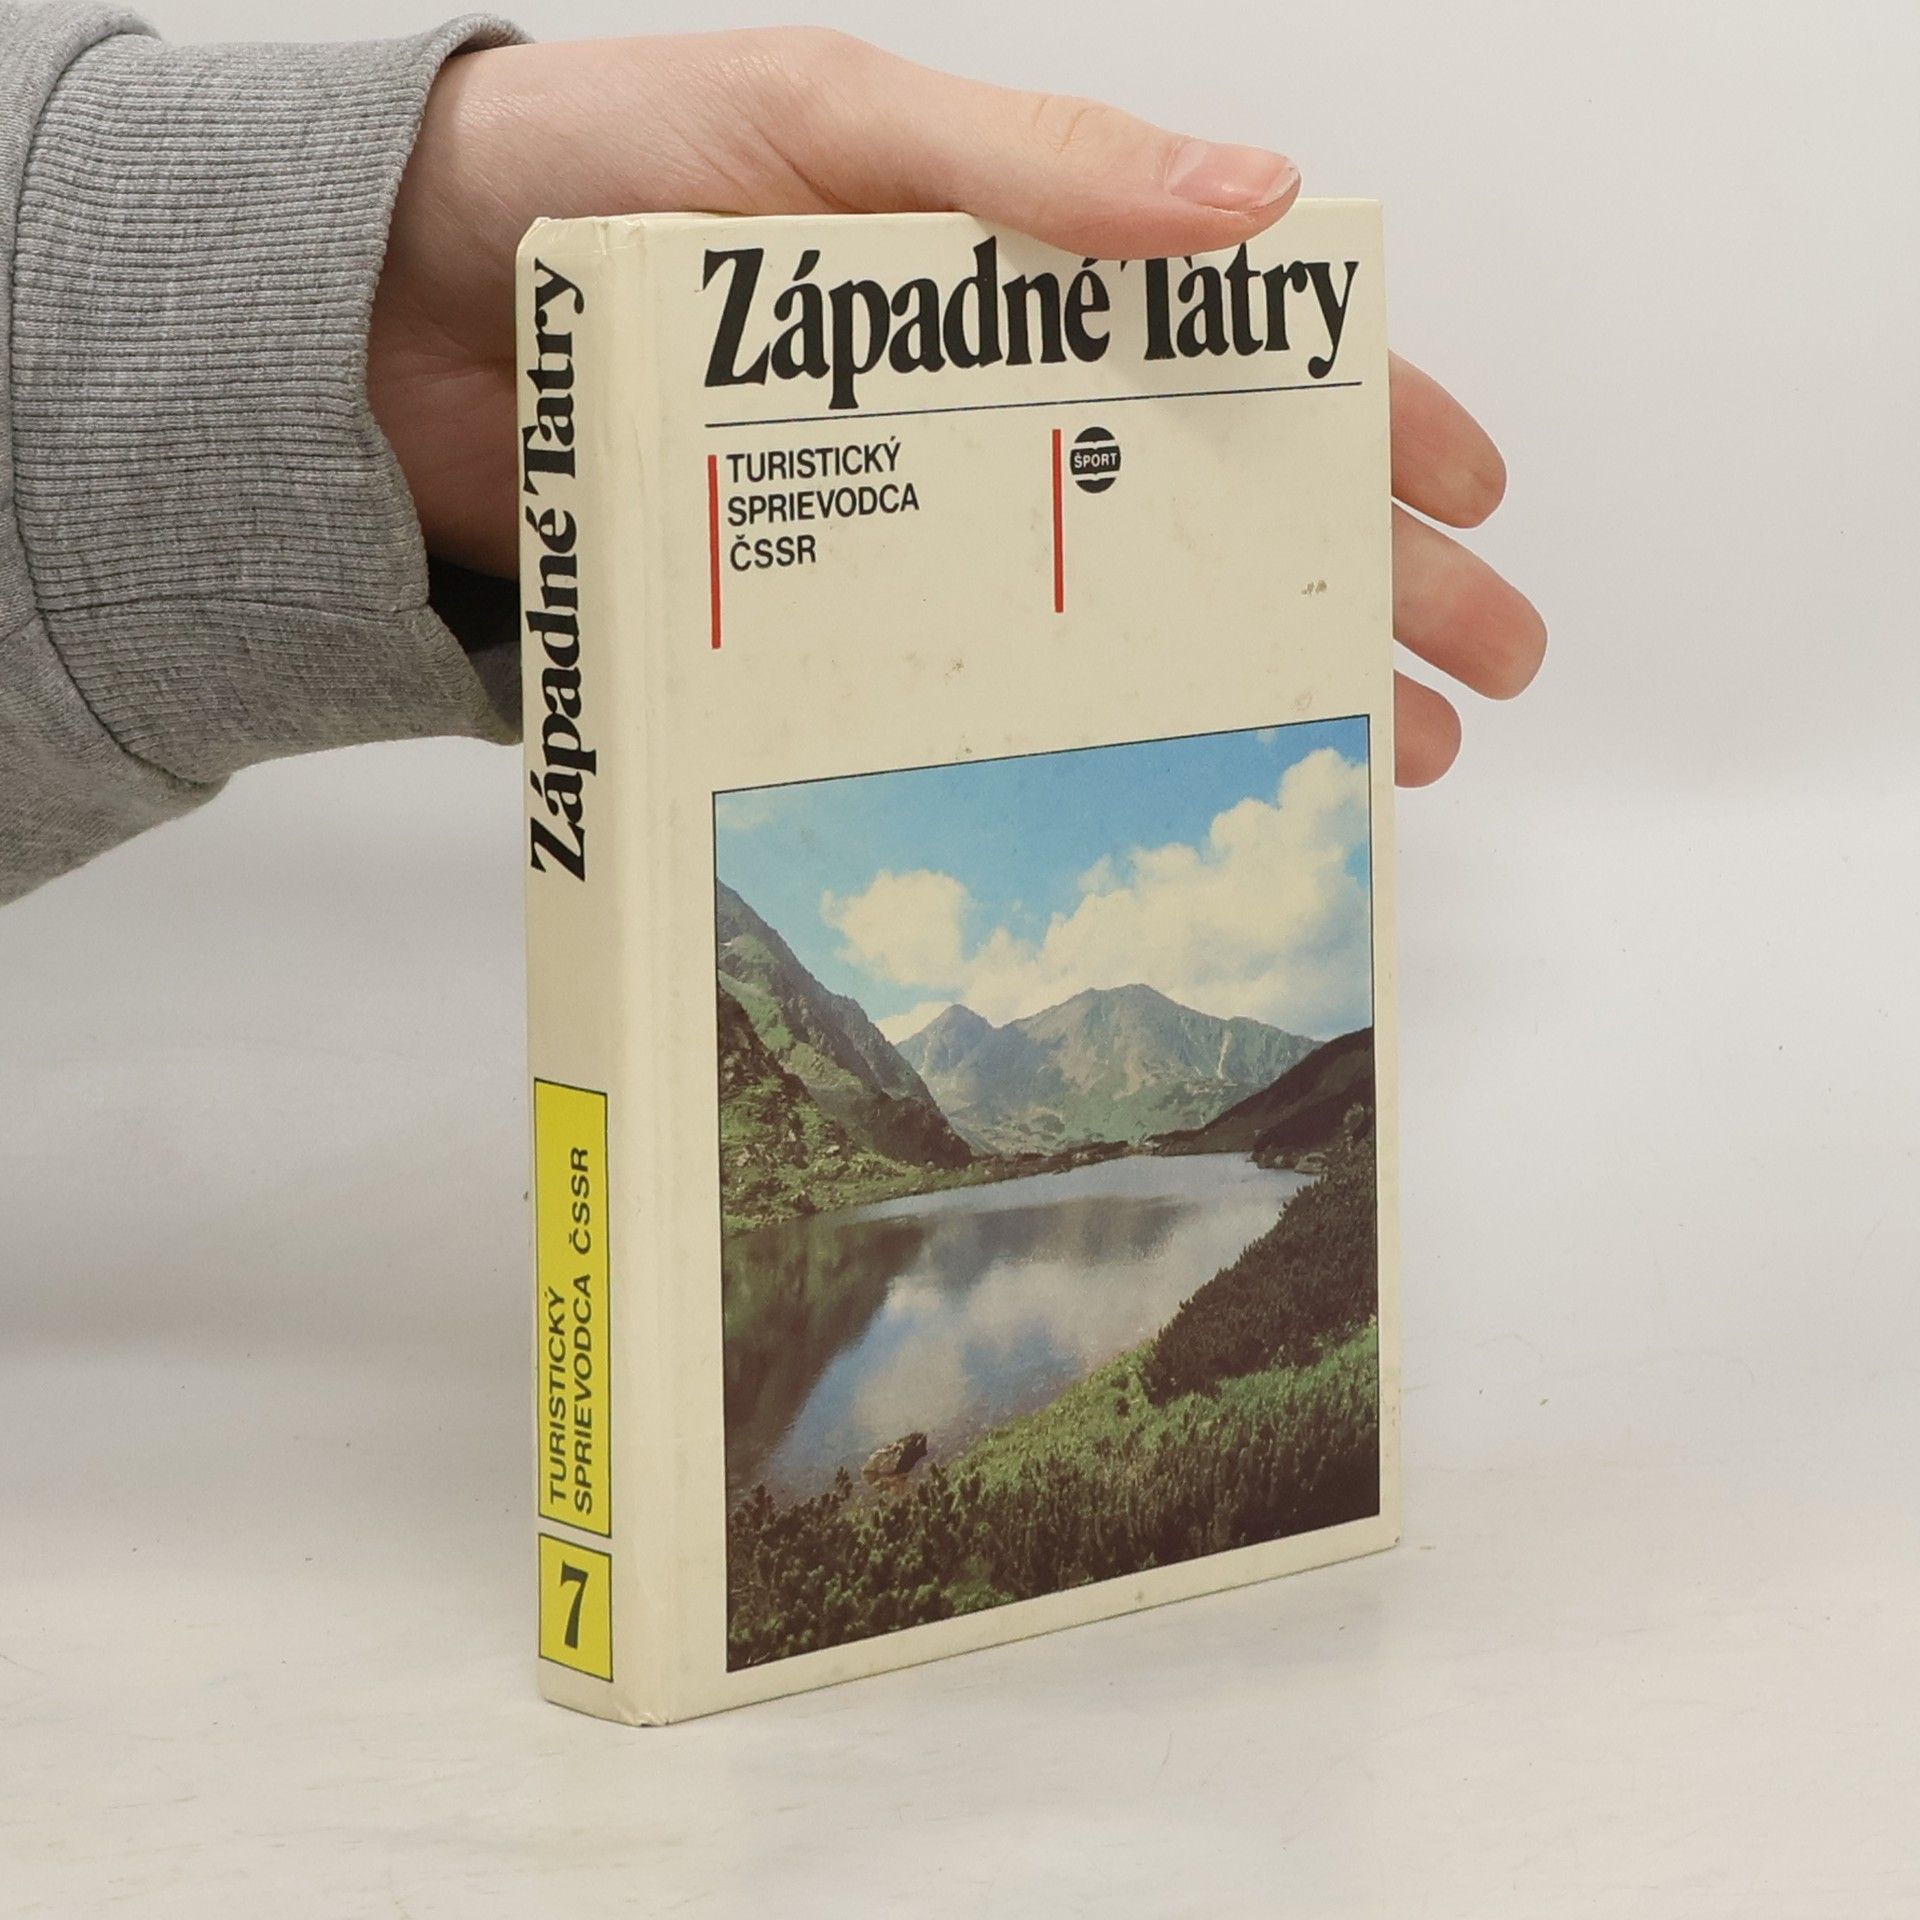 Západné Tatry
TURISTICKÝ
SPRIEVODCA
ČSSR
ŠPORT
Západné Tatry
TURISTICKÝ
SPRIEVODCA ČSSR
7